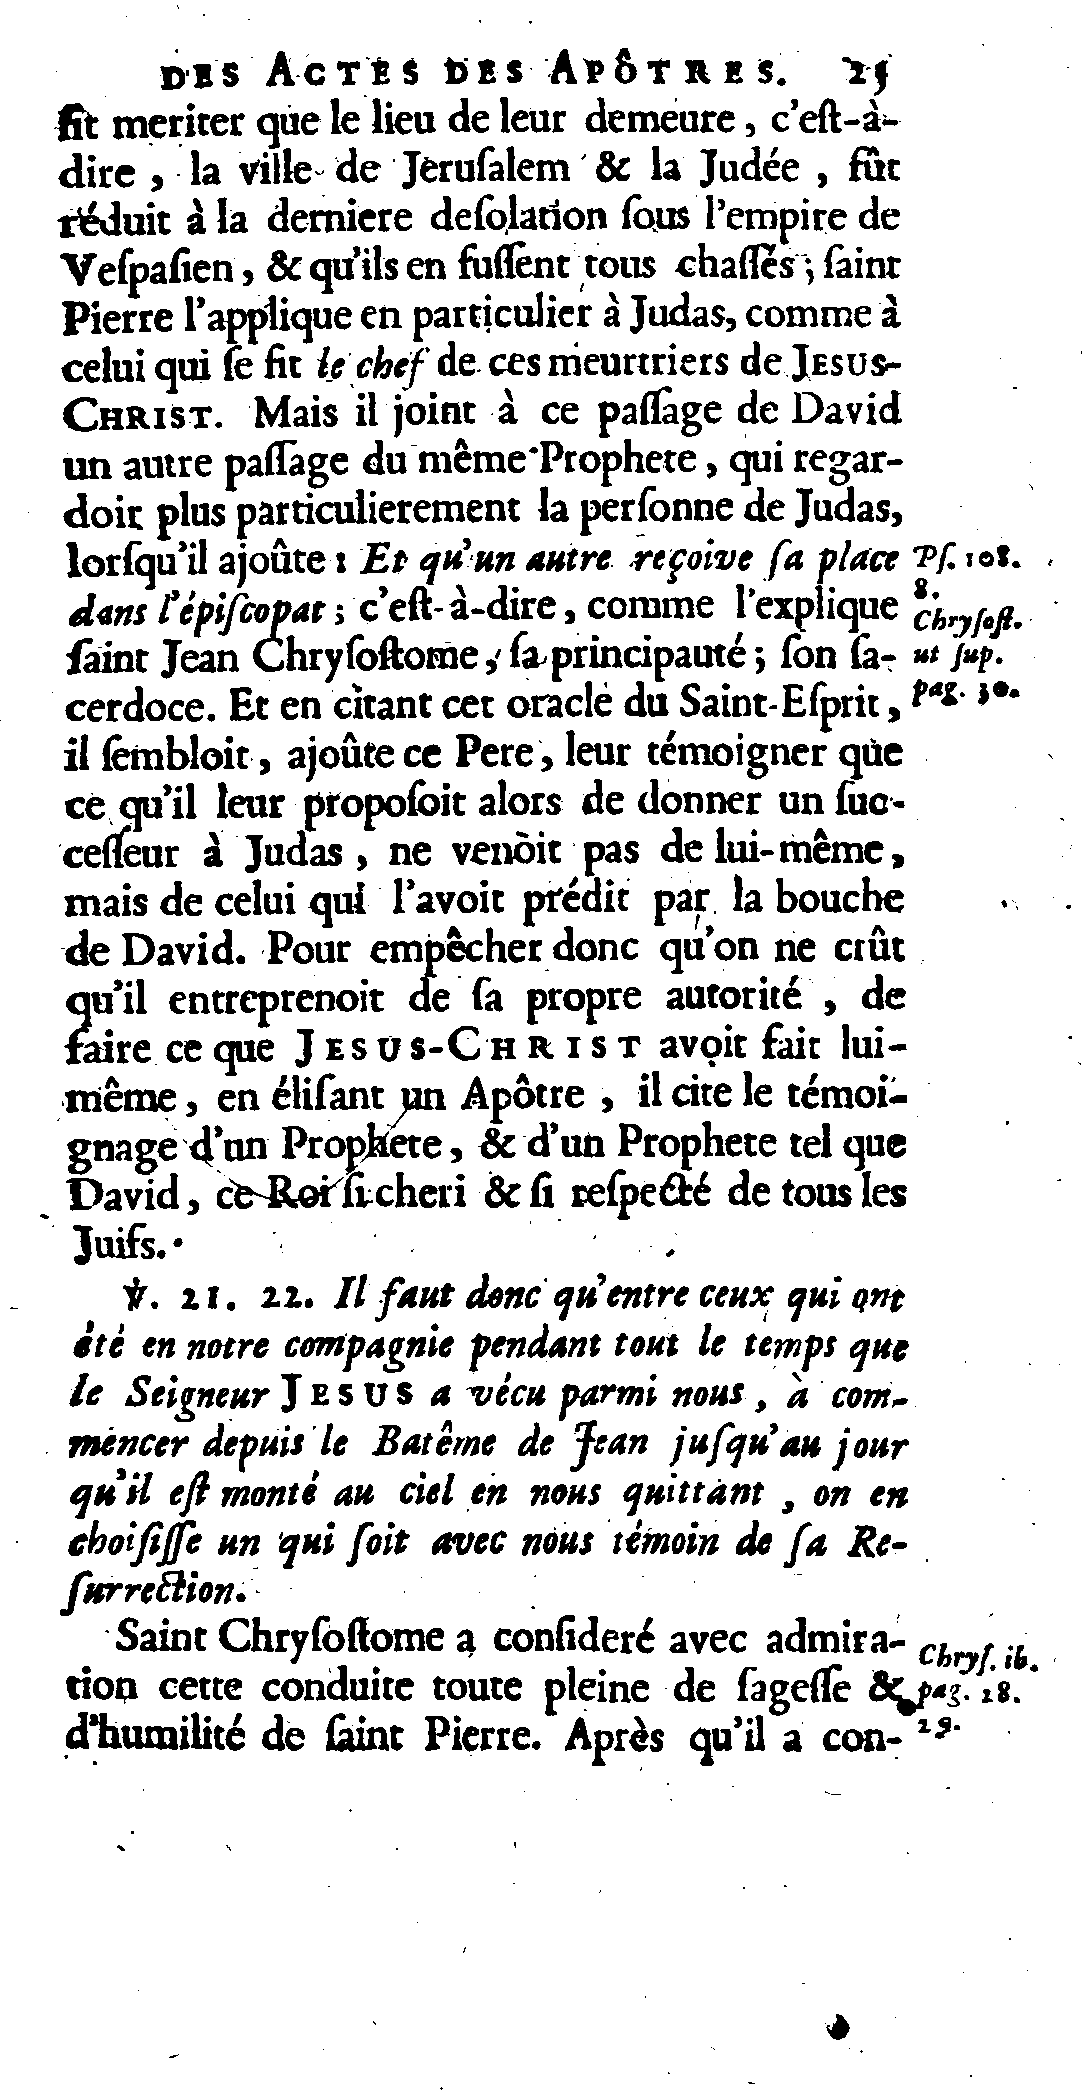 DES ACTES DES APÔTRES. 25
fit meriter que le lieu de leur demeure, c'eſt-à-
dire, la ville de Jeruſalem & la Judée, fût
réduit à la derniere deſolation ſous l'empire de
Veſpaſien, & qu'ils en fuſſent tous chaſſés; ſaint
Pierre l'applique en particulier à Judas, comme à
celui qui ſe fit le chef de ces meurtriers de JESUS-
CHRIST. Mais il joint à ce paſſage de David
un autre paſſage du même Prophete, qui regar-
doit plus particulierement la perſonne de Judas,
lorſqu'il ajoûte: Et qu'un autre reçoive ſa place Pſ. 108.
8.
dans l'épiſcopat; c'eſt-à-dire, comme l'explique Chryſoſt.
ſaint Jean Chryſoſtome, ſa principauté; ſon ſa- ut ſup.
cerdoce. Et en citant cet oracle du Saint-Eſprit, pag. 30.
il ſembloit, ajoûte ce Pere, leur témoigner que
ce qu'il leur propoſoit alors de donner un ſuc-
ceſſeur à Judas, ne venoit pas de lui-même,
mais de celui qui l'avoit prédit par la bouche
de David. Pour empêcher donc qu'on ne crût
qu'il entreprenoit de ſa propre autorité, de
faire ce que JESUS-CHRIST avoit fait lui-
même, en éliſant un Apôtre, il cite le témoi-
gnage d'un Prophete, & d'un Prophete tel que
David, ce Roi ſi cheri & ſi reſpecté de tous les
Juifs.
℣. 21. 22. Il faut donc qu'entre ceux qui ont
été en notre compagnie pendant tout le temps que
le Seigneur JESUS a vécu parmi nous, à com-
mencer depuis le Batême de Jean juſqu'au jour
qu'il eſt monté au ciel en nous quittant, on en
choiſiſſe un qui ſoit avec nous témoin de ſa Re-
ſurrection.
Saint Chryſoſtome a conſideré avec admira- Chryſ. ib.
tion cette conduite toute pleine de ſageſſe & pag. 28.
d'humilité de ſaint Pierre. Après qu'il a con- 29.